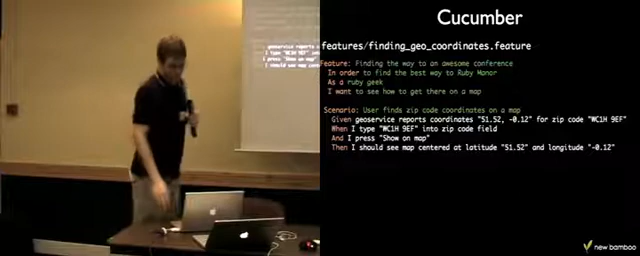 Cucumber
features/finding_geo_coordinates.feature
Feature: Finding the way to an awesome conference
In order to find the best way to Ruby Manor
As a ruby geek
I want to see how to get there on a map
Scenario: User finds zip code coordinates on a map
Given geoservice reports coordinates "51.52, -0.12" for zip code "WC1H 9EF"
When I type "WC1H 9EF" into zip code field
And I press "Show on map"
Then I should see map centered at latitude "51.52" and longitude "-0.12"
new bamboo